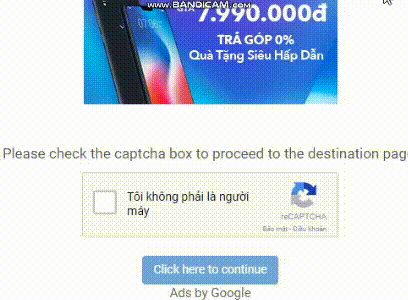 www.BANDICAM.com
7.990.000đ
TRẢ GÓP 0%
Quà Tặng Siêu Hấp Dẫn
Please check the captcha box to proceed to the destination pag
Tôi không phải là người
máy
reCAPTCHA
Bảo mật - Điều khoản
Click here to continue
Ads by Google